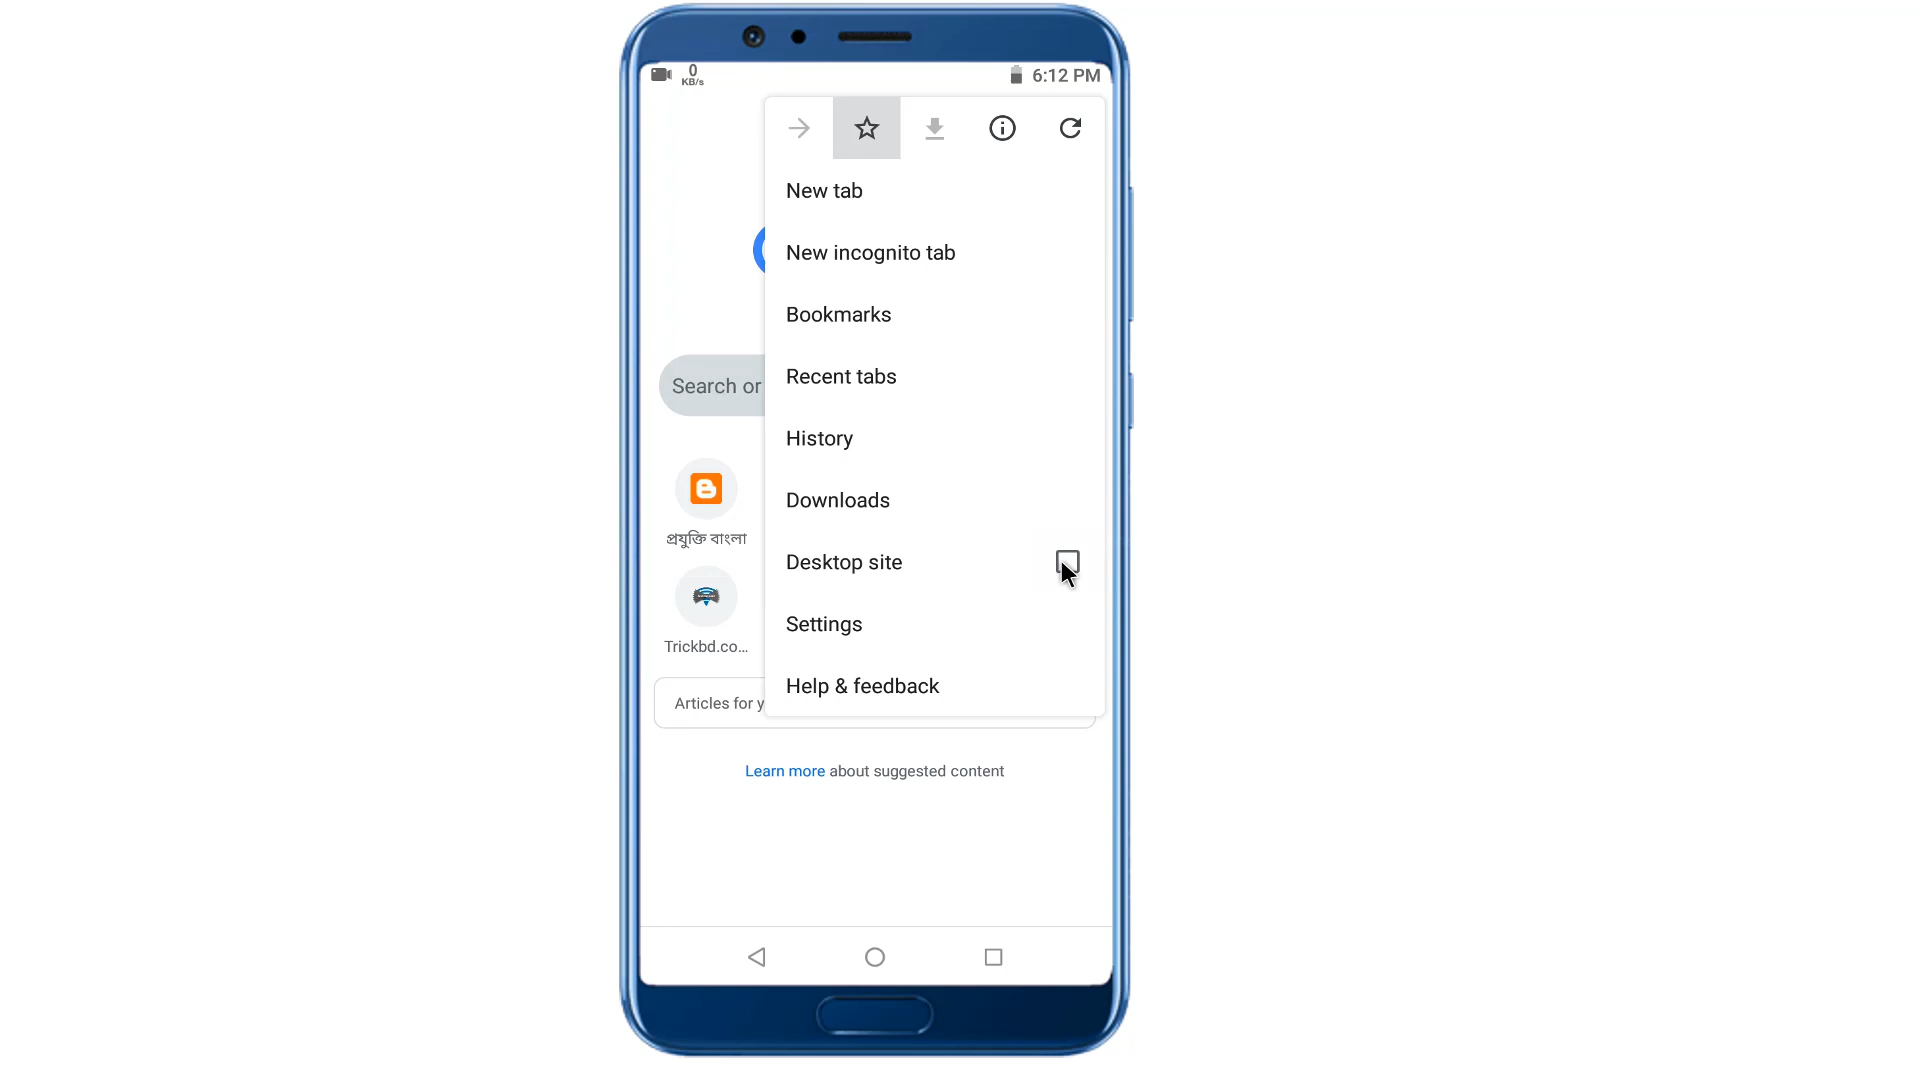 0
KB/s
6:12 PM
New tab
New incognito tab
Bookmarks
Recent tabs
Search or
History
Downloads
প্রযুক্তি বাংলা
Desktop site
Settings
Trickbd.co...
Help & feedback
Articles for y
Learn more about suggested content